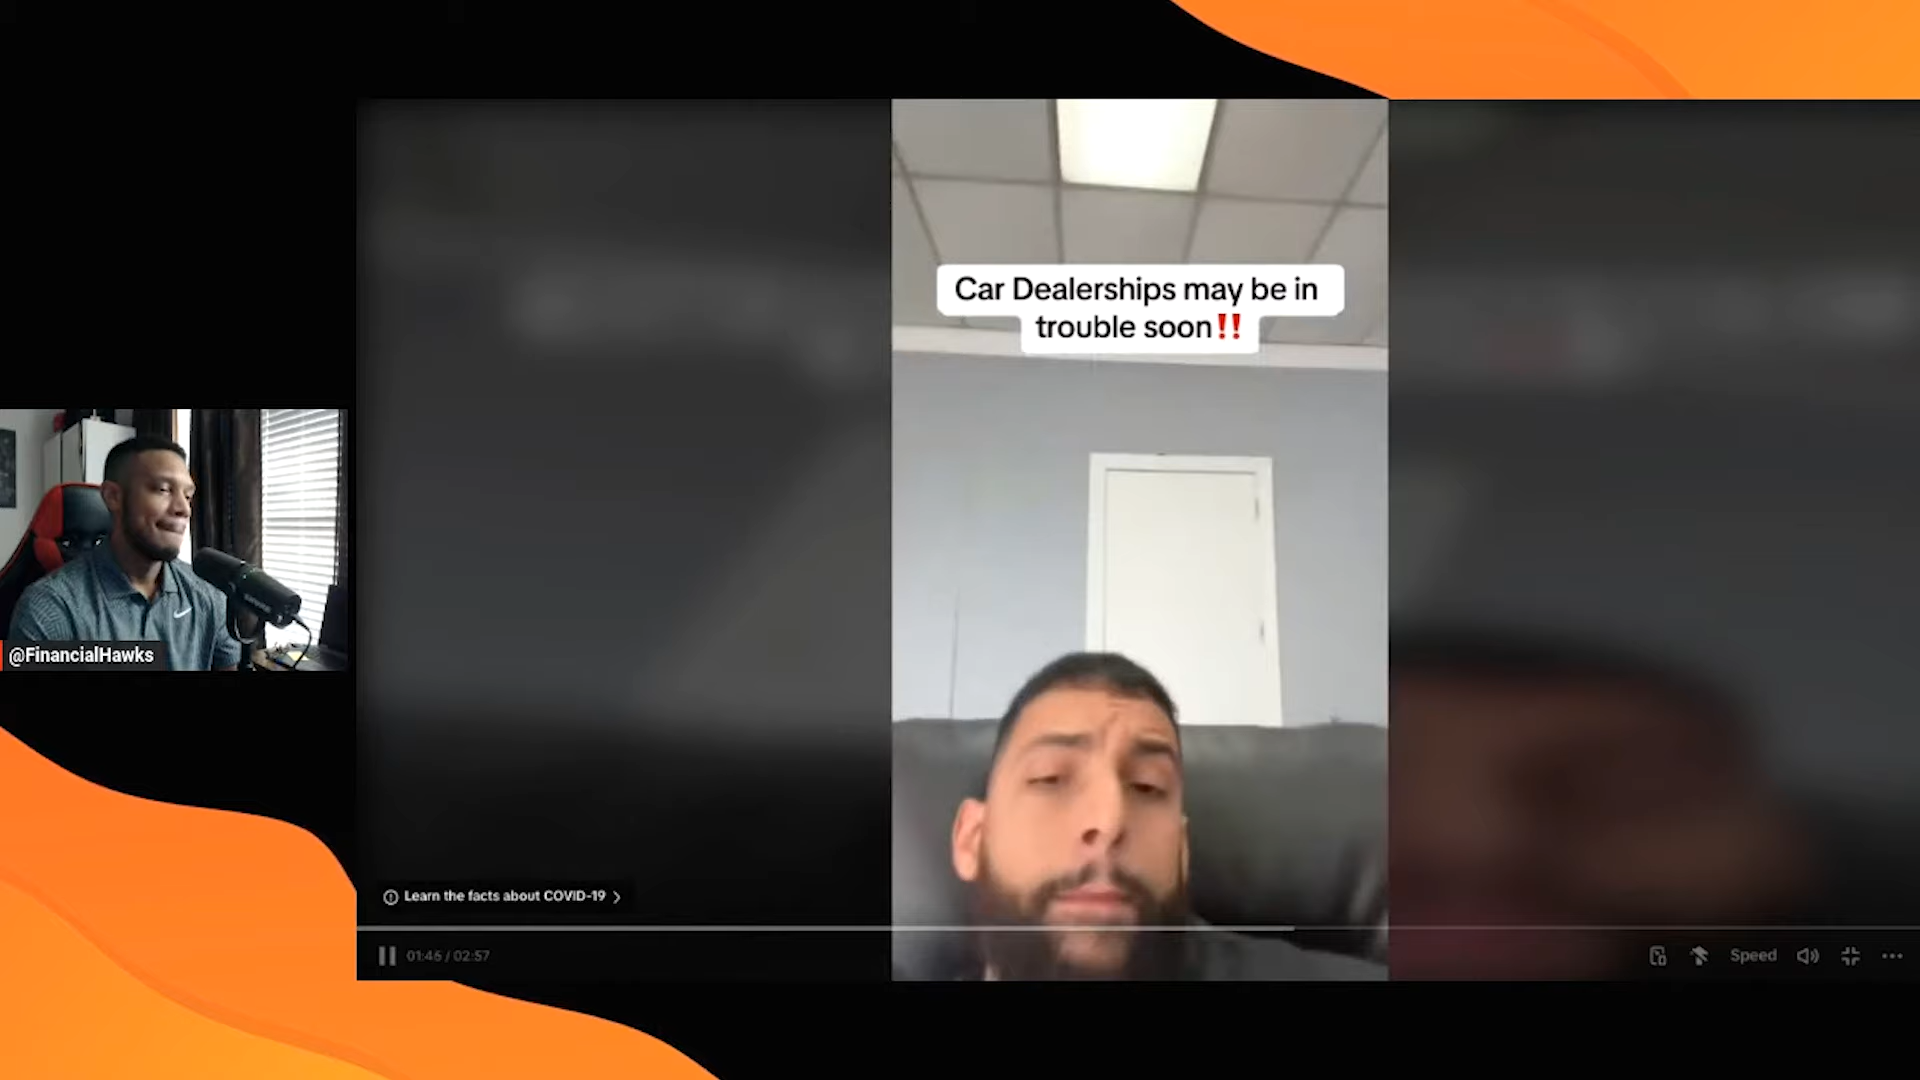 Car Dealerships may be in
trouble soon‼️
@FinancialHawks
Learn the facts about COVID-19
01:46 / 02:57
Speed